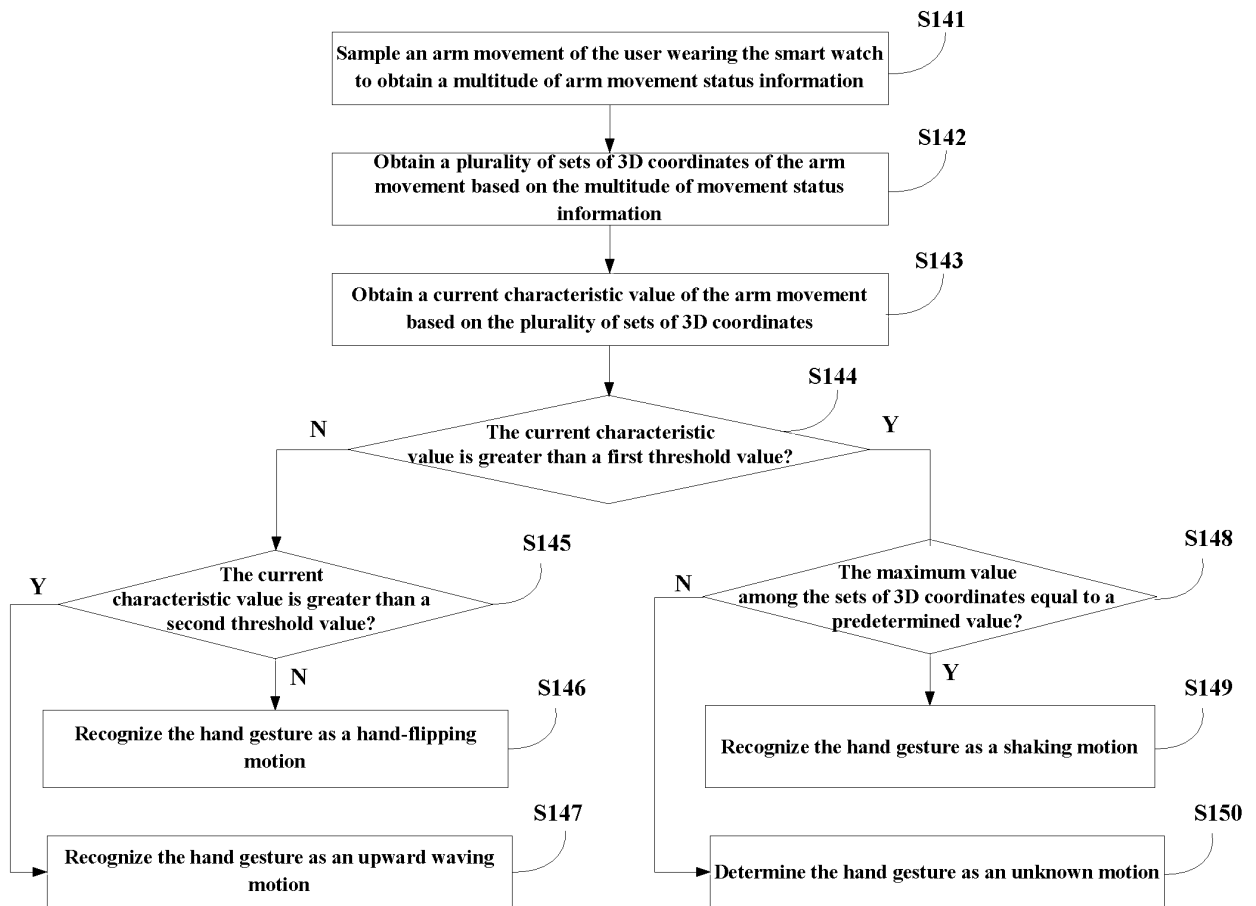 S141
Sample an arm movement of the user wearing the smart watch
to obtain a multitude of arm movement status information
S142
Obtain a plurality of sets of 3D coordinates of the arm
movement based on the multitude of movement status
information
S143
Obtain a current characteristic value of the arm movement
based on the plurality of sets of 3D coordinates
S144
N
Y
The current characteristic
value is greater than a first threshold value?
S145
Y
The current
characteristic value is greater than a
second threshold value?
N
S146
Recognize the hand gesture as a hand-flipping
motion
S147
Recognize the hand gesture as an upward waving
motion
S148
N
The maximum value
among the sets of 3D coordinates equal to a
predetermined value?
Y
S149
Recognize the hand gesture as a shaking motion
S150
Determine the hand gesture as an unknown motion